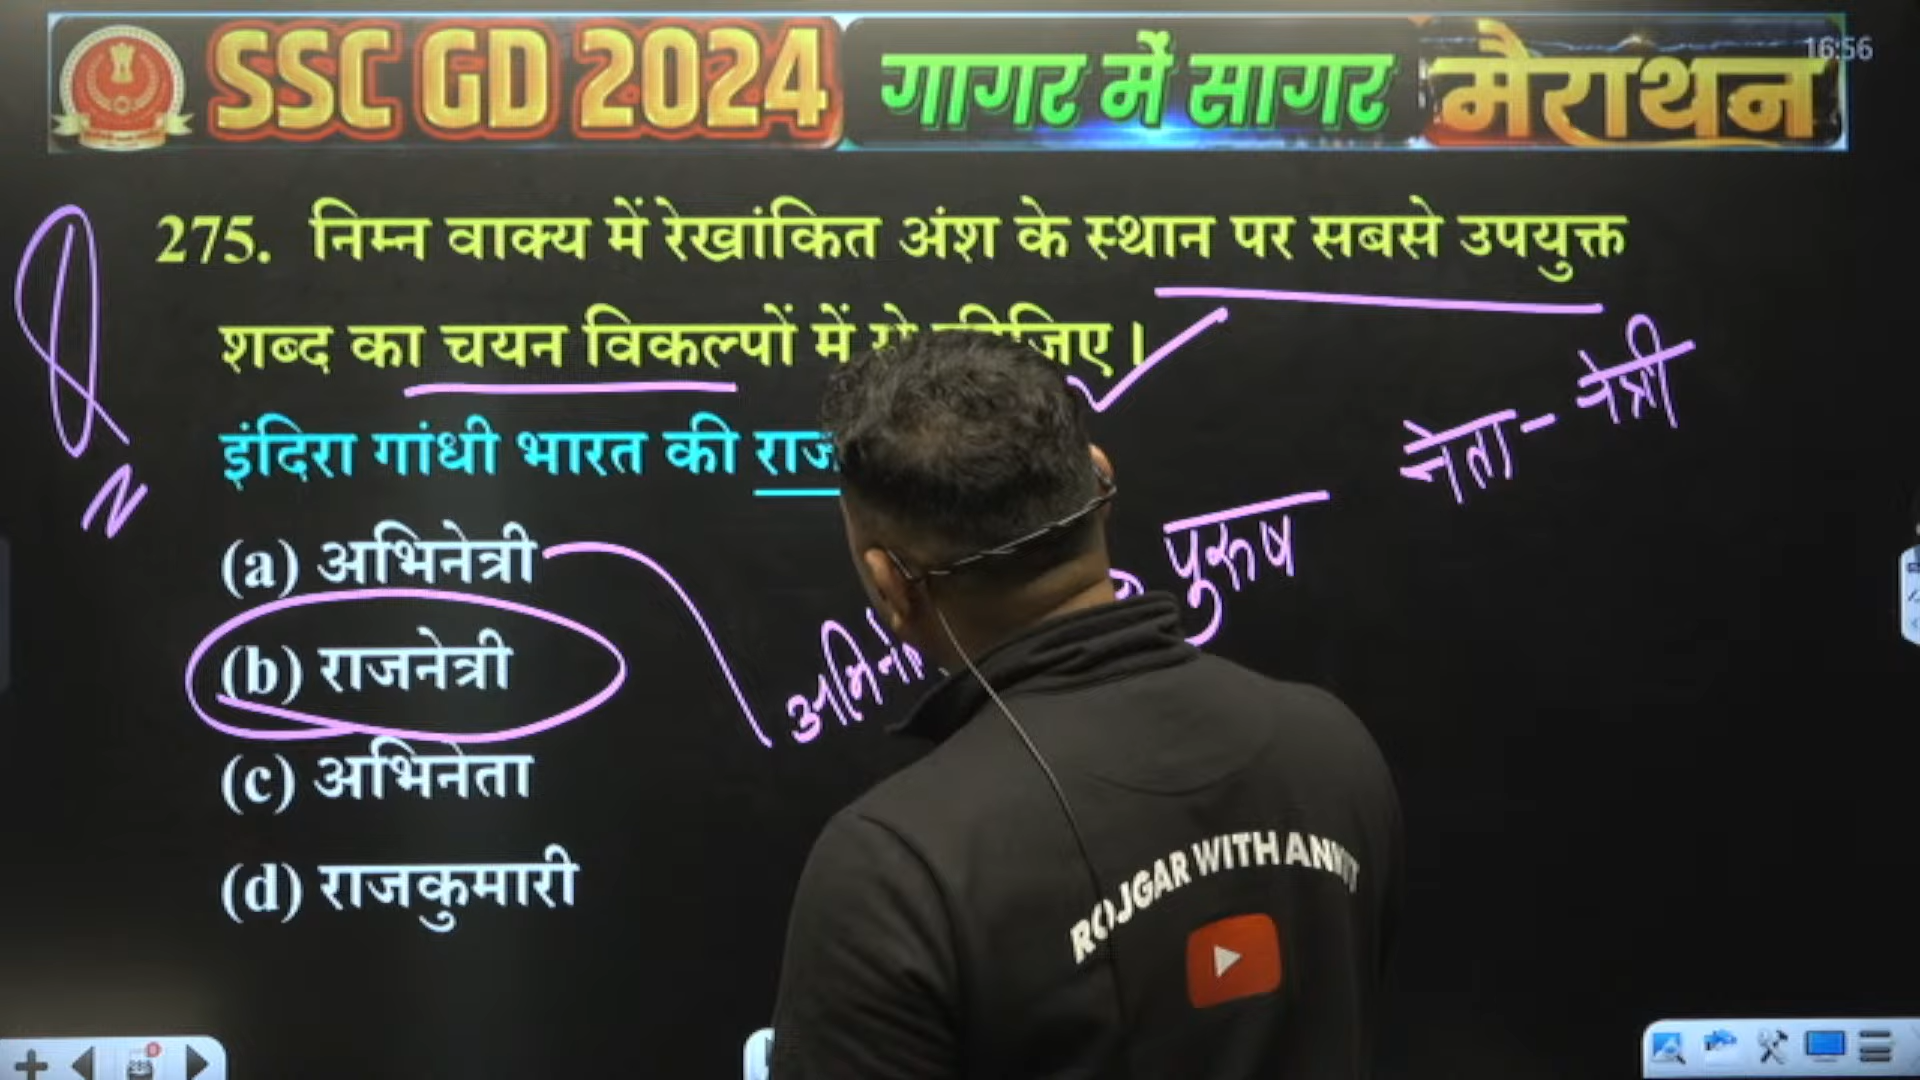 SSC GD 2024 गागर में सागर मैराथन
16:56
275. निम्न वाक्य में रेखांकित अंश के स्थान पर सबसे उपयुक्त
शब्द का चयन विकल्पों में
इंदिरा गांधी भारत की
नेता - नेत्री
(a) अभिनेत्री
पुरुष
(b) राजनेत्री
(c) अभिनेता
(d) राजकुमारी
ROJGAR WITH